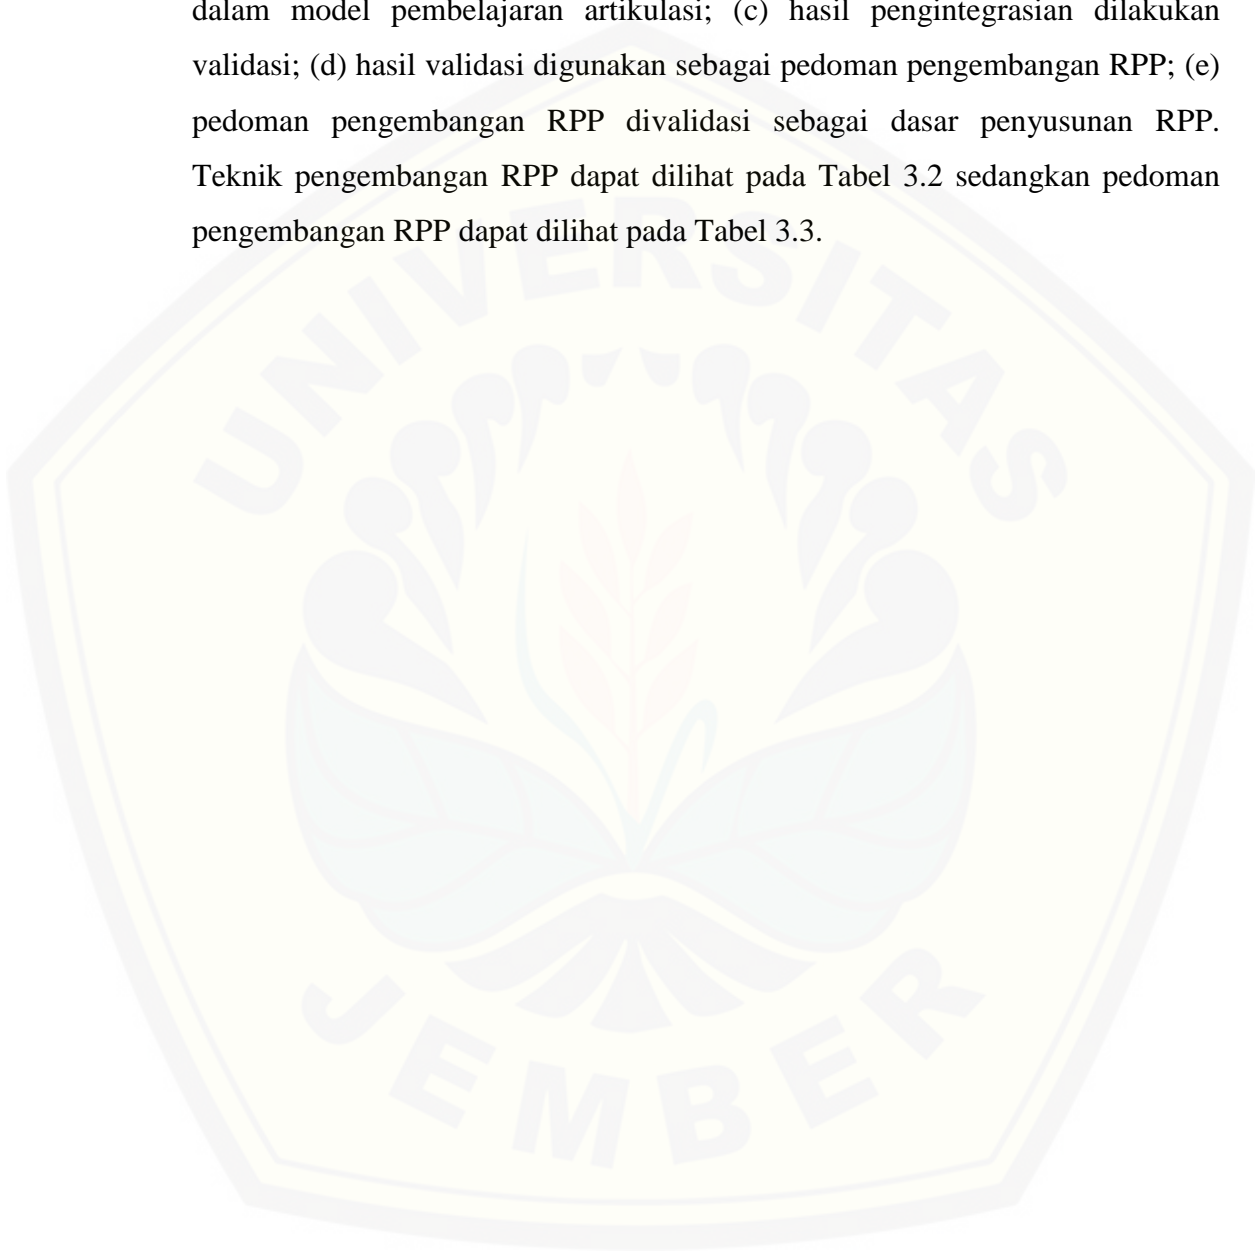 dalam model pembelajaran artikulasi; (c) hasil pengintegrasian dilakukan
validasi; (d) hasil validasi digunakan sebagai pedoman pengembangan RPP; (e)
pedoman pengembangan RPP divalidasi sebagai dasar penyusunan RPP.
Teknik pengembangan RPP dapat dilihat pada Tabel 3.2 sedangkan pedoman
pengembangan RPP dapat dilihat pada Tabel 3.3.
UNIVERSITAS
JEMBER